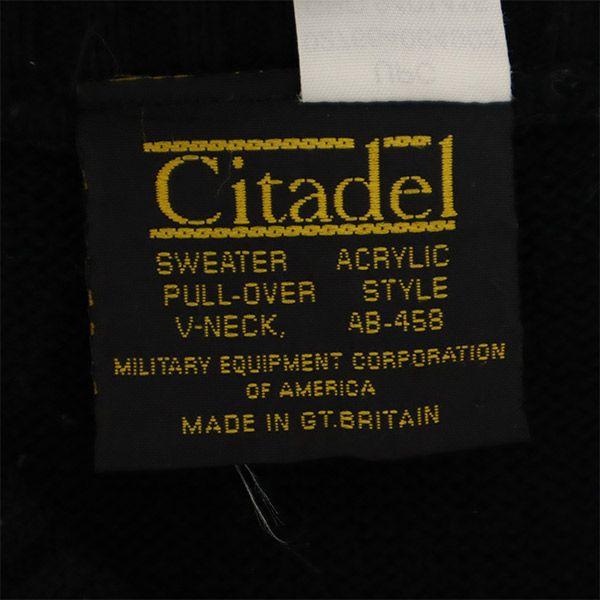 Citadel
SWEATER ACRYLIC
PULL-OVER STYLE
V-NECK, AB-458
MILITARY EQUIPMENT CORPORATION
OF AMERICA
MADE IN GT.BRITAIN